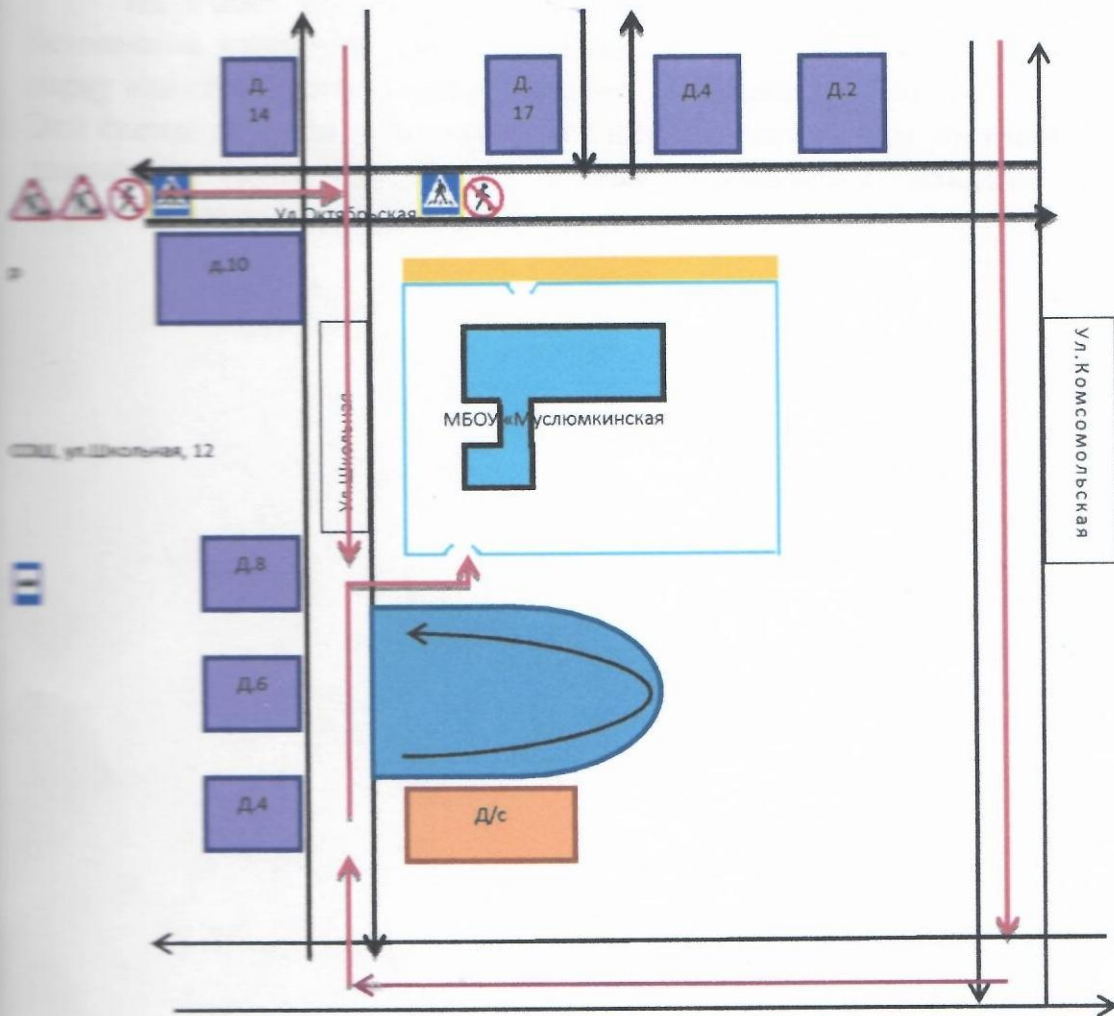 Д.
14
Д.
17
Д.4
Д.2
Ул.Октябрьская
д.10
Ул.Школьная
МБОУ «Муслюмкинская
Ул.Комсомольская
СОШ, ул.Школьная, 12
Д.8
Д.6
Д.4
Д/с